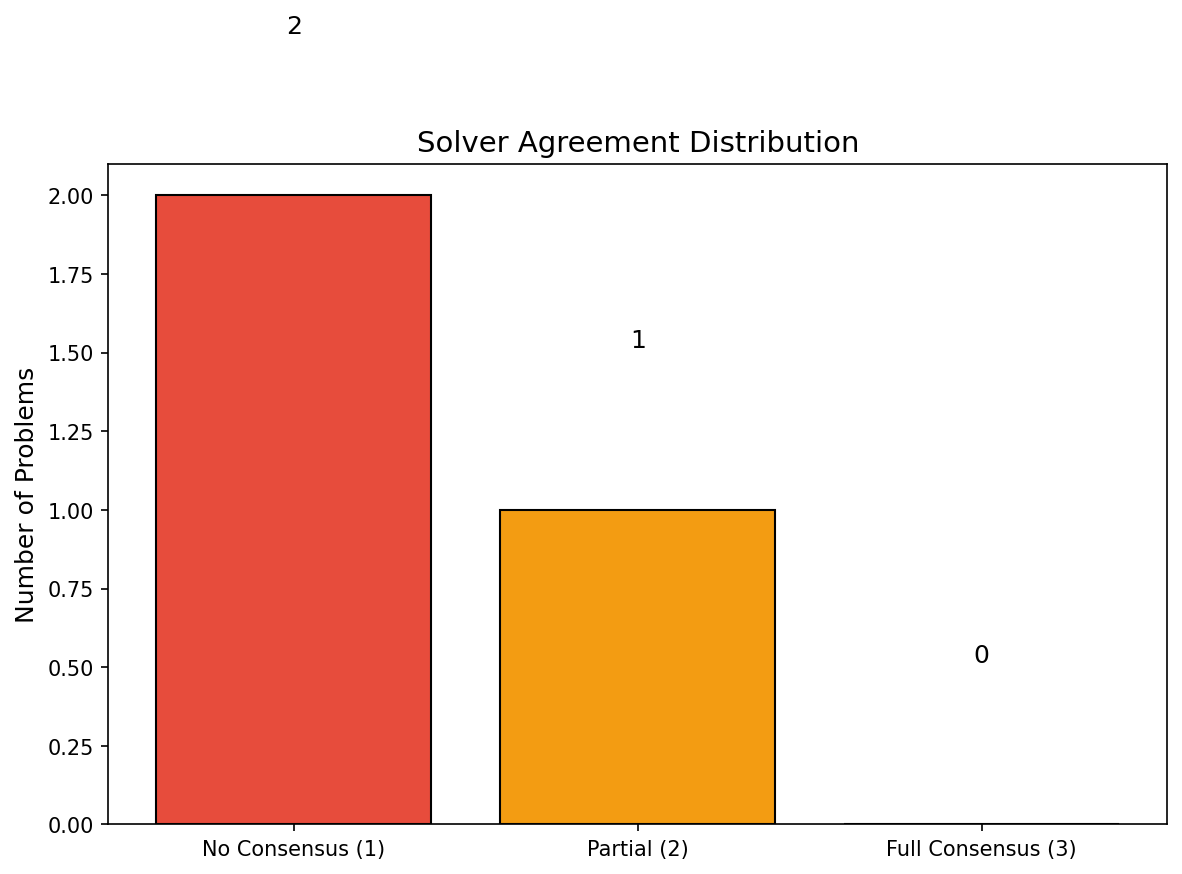 2
Solver Agreement Distribution
2.00
1.75
1.50
1.25
1.00
0.75
0.50
0.25
0.00
Number of Problems
1
0
No Consensus (1)
Partial (2)
Full Consensus (3)